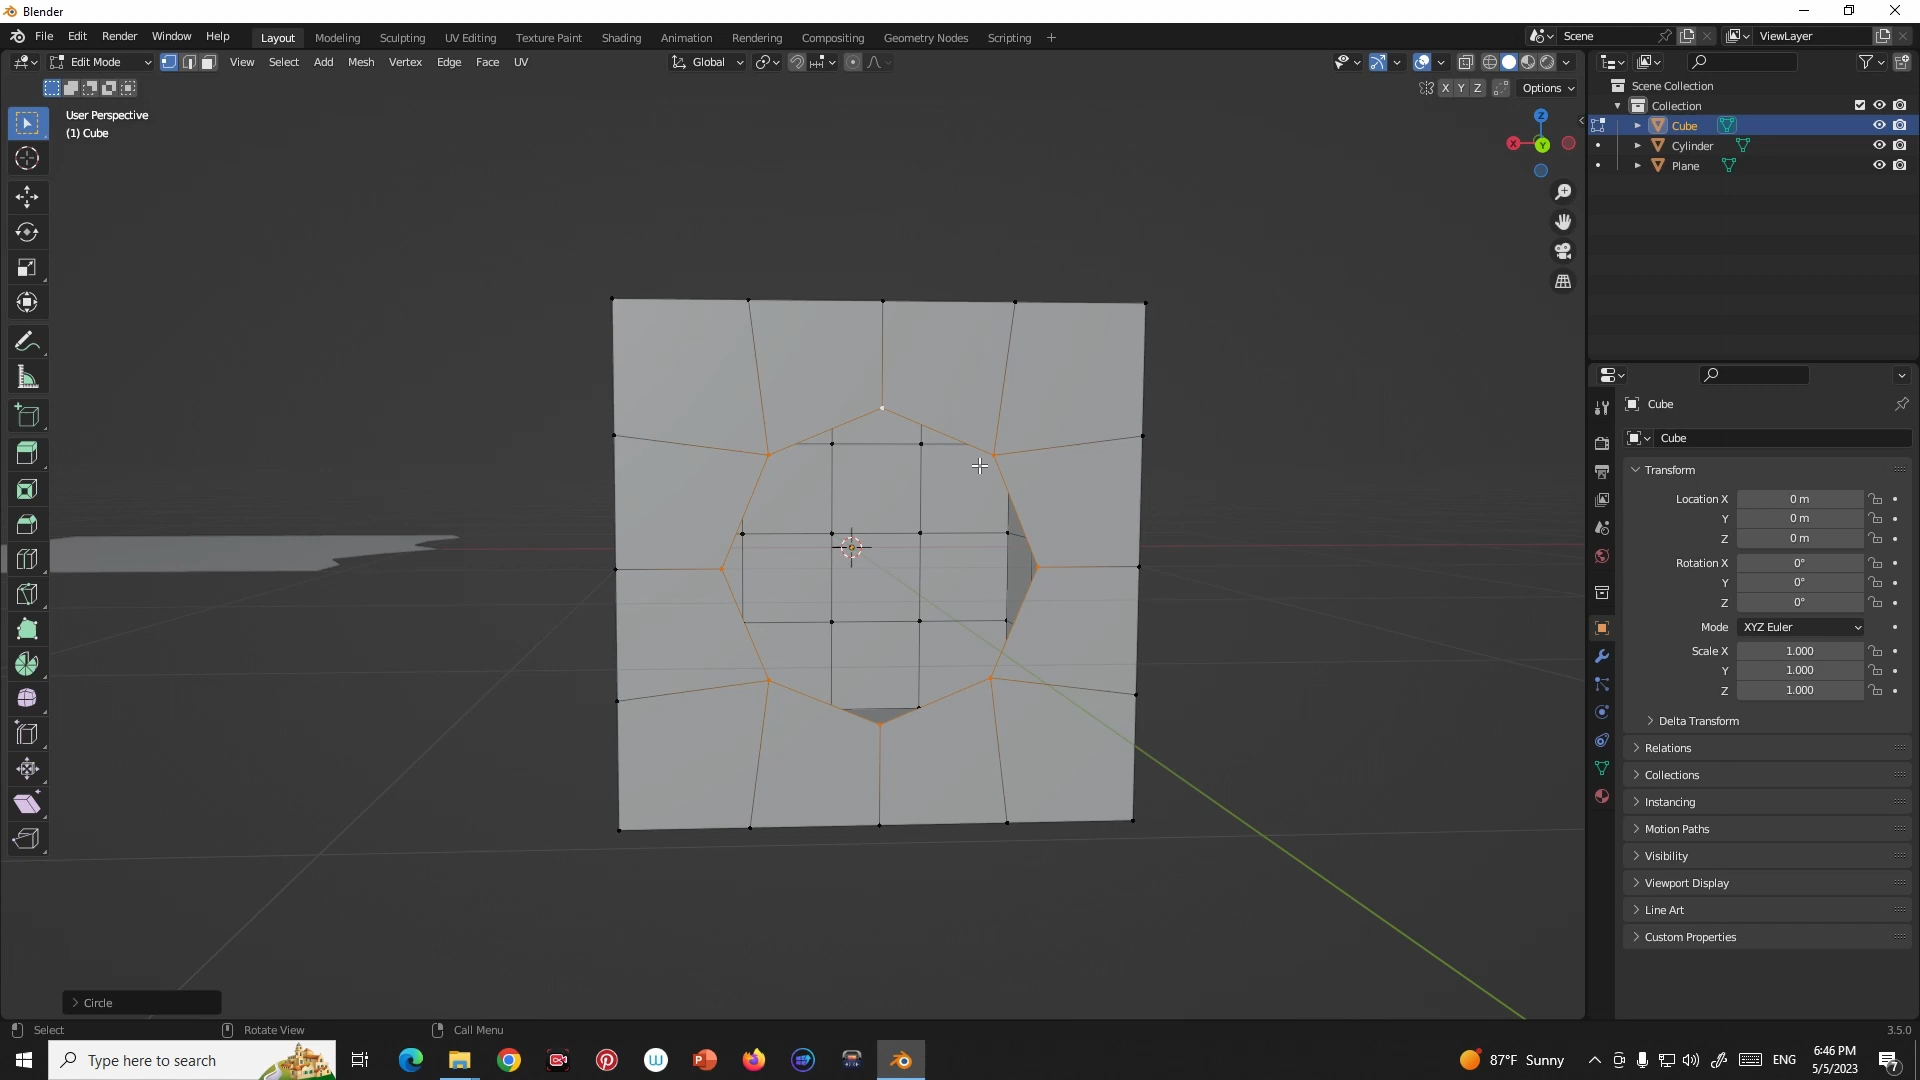 Blender
File Edit Render Window Help
Layout Modeling Sculpting UV Editing Texture Paint Shading Animation Rendering Compositing Geometry Nodes Scripting +
Scene
ViewLayer
Edit Mode
View Select Add Mesh Vertex Edge Face UV
Global
X Y Z
Options
User Perspective
(1) Cube
Z
X
Y
Scene Collection
Collection
Cube
Cylinder
Plane
Cube
Cube
Transform
Location X 0 m
Y 0 m
Z 0 m
Rotation X 0°
Y 0°
Z 0°
Mode XYZ Euler
Scale X 1.000
Y 1.000
Z 1.000
Delta Transform
Relations
Collections
Instancing
Motion Paths
Visibility
Viewport Display
Line Art
Custom Properties
Circle
Select Rotate View Call Menu
3.5.0
Type here to search
87°F Sunny
ENG
6:46 PM
5/5/2023
7